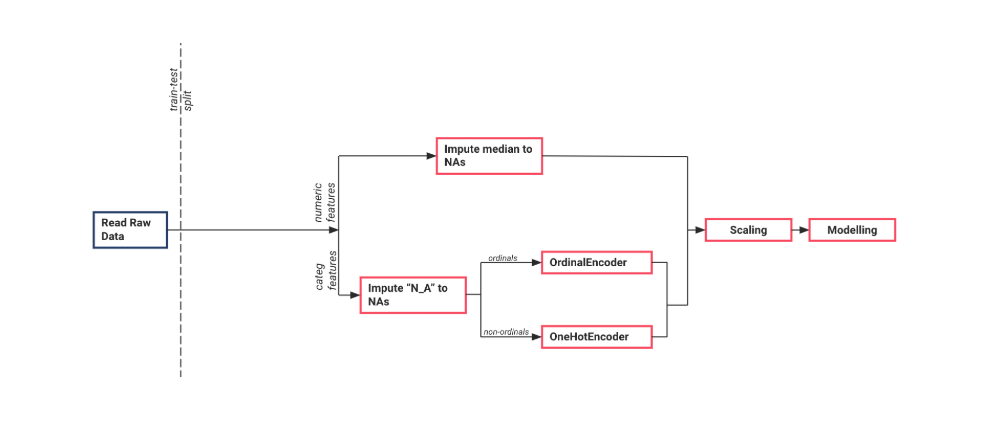 train-test
split
Read Raw
Data
numeric
features
categ
features
Impute median to
NAs
Impute “N_A” to
NAs
ordinals
non-ordinals
OrdinalEncoder
OneHotEncoder
Scaling
Modelling